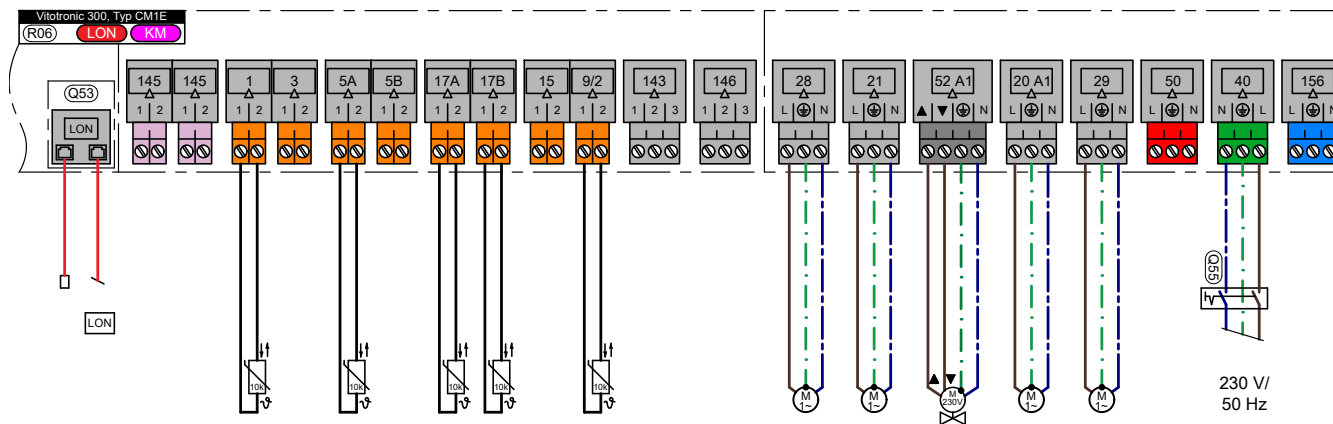 Vitotronic 300, Typ CM1E
R06 LON KM
Q53
LON
145 145 1 3 5A 5B 17A 17B 15 9/2 143 146 28 21 52 A1 20 A1 29 50 40 156
1 2 1 2 1 2 1 2 1 2 1 2 1 2 1 2 1 2 1 2 1 2 3 1 2 3 L N L N ▲ ▼ N L N L N L N N L L N
Q55
LON
10k ϑ 10k ϑ 10k ϑ 10k ϑ 10k ϑ
▲ ▼
M 1~ M 1~ M 230V M 1~ M 1~
230 V/
50 Hz